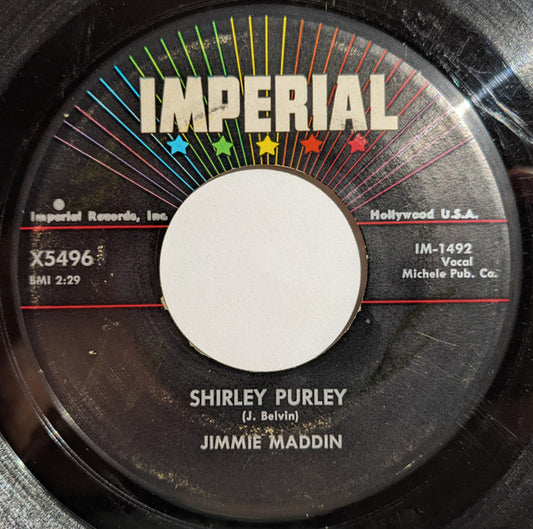 IMPERIAL
Imperial Records, Inc.
Hollywood U.S.A.
X5496
BMI 2:29
IM-1492
Vocal
Michele Pub. Co.
SHIRLEY PURLEY
(J. Belvin)
JIMMIE MADDIN